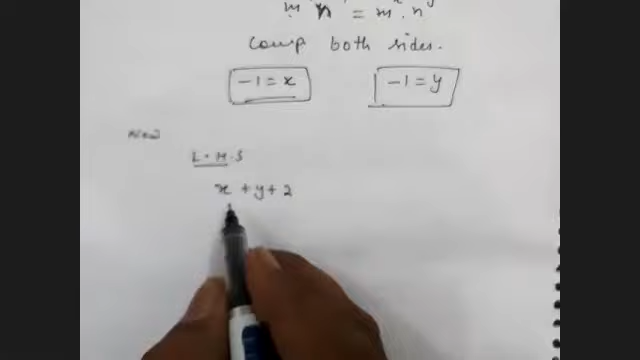 m n = m . n y
Comp both sides.
-1 = x -1 = y
Now
L.H.S
x + y + 2